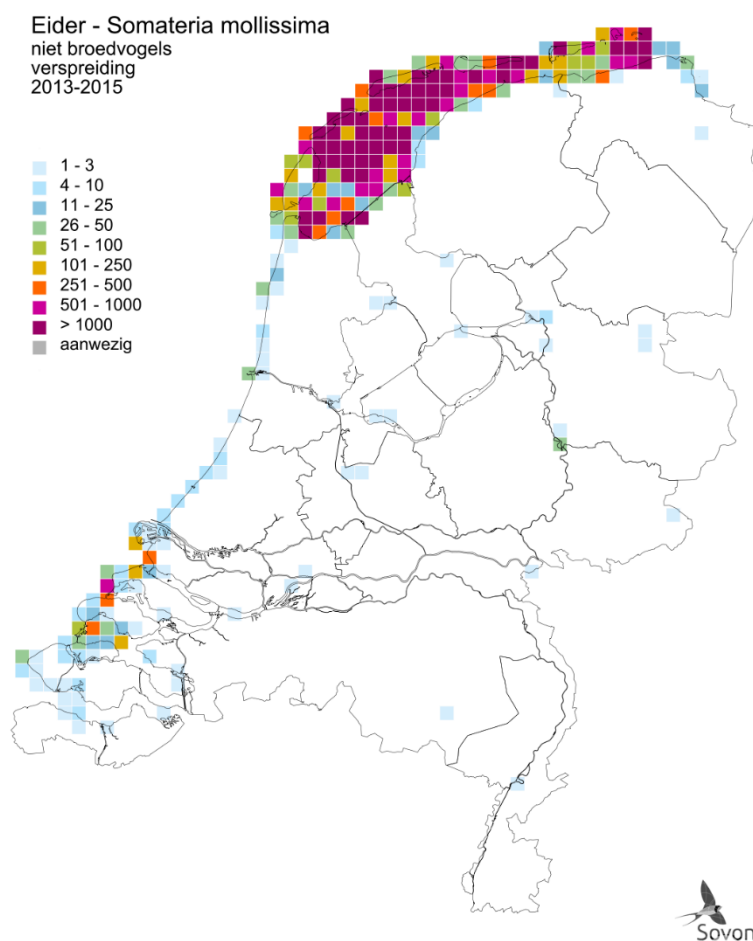 Eider - Somateria mollissima
niet broedvogels
verspreiding
2013-2015
1 - 3
4 - 10
11 - 25
26 - 50
51 - 100
101 - 250
251 - 500
501 - 1000
> 1000
aanwezig
Sovon